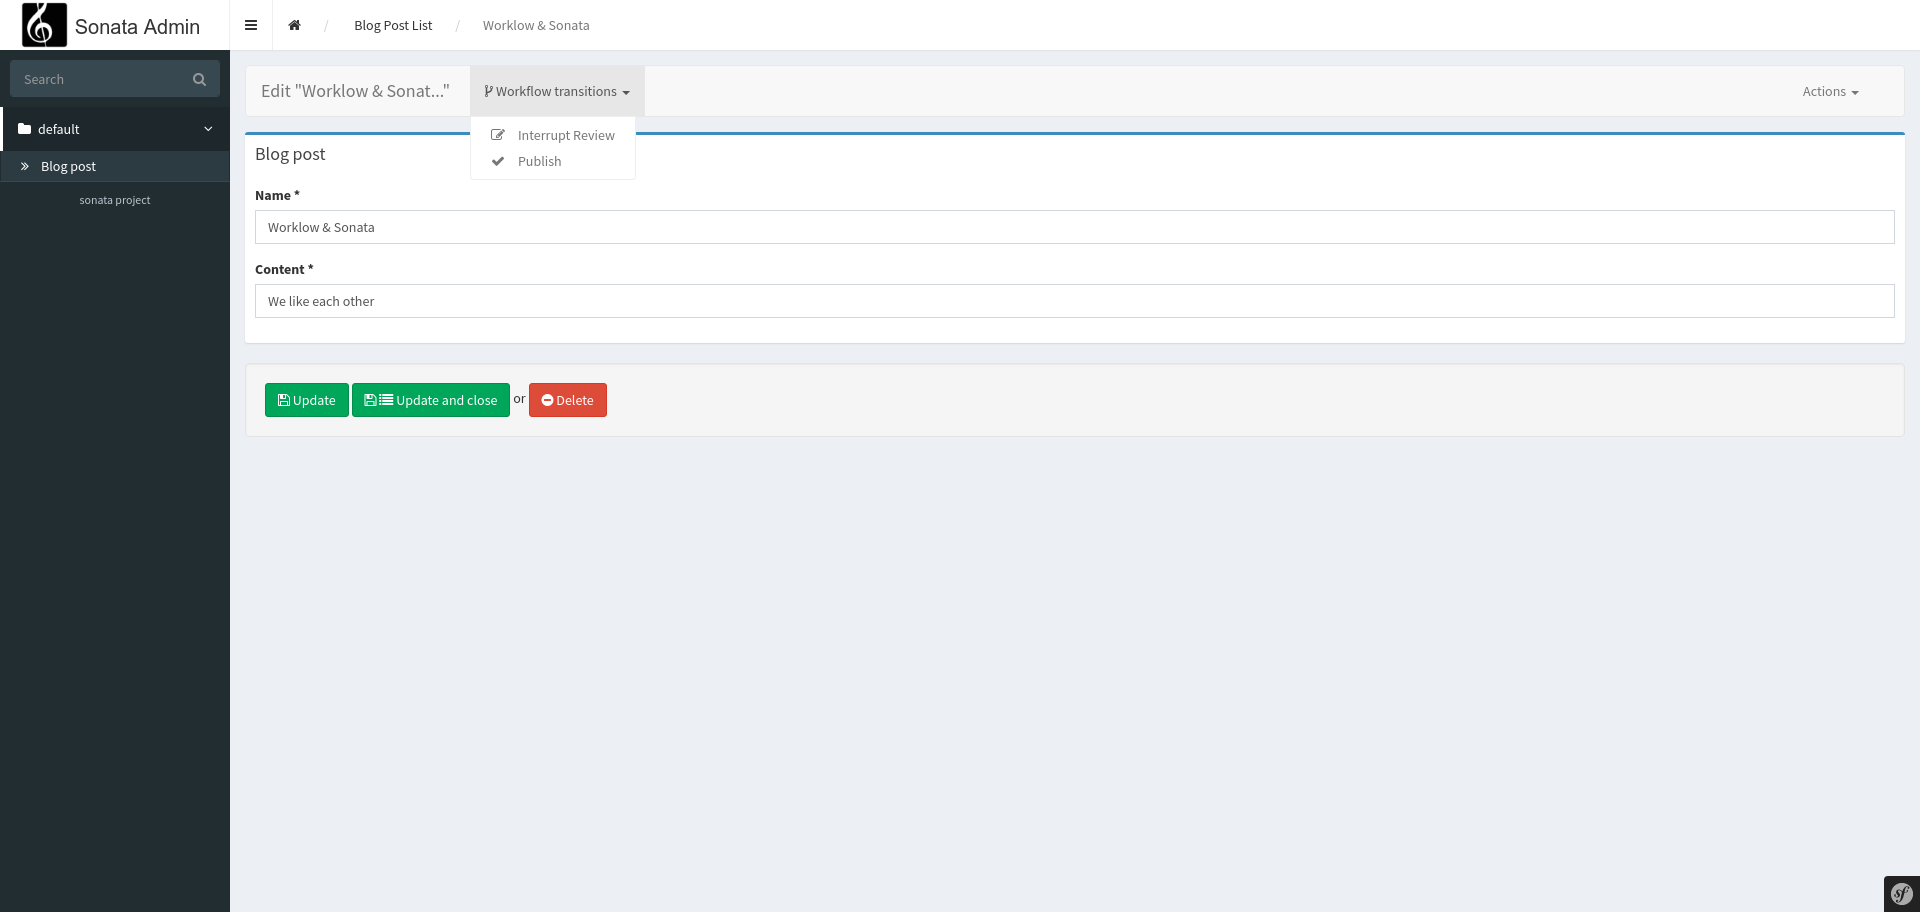 Sonata Admin
/ Blog Post List / Worklow & Sonata
Search
default
Blog post
sonata project
Edit "Worklow & Sonat..."
Workflow transitions
Actions
Interrupt Review
Publish
Blog post
Name *
Worklow & Sonata
Content *
We like each other
Update
Update and close
or
Delete
sf